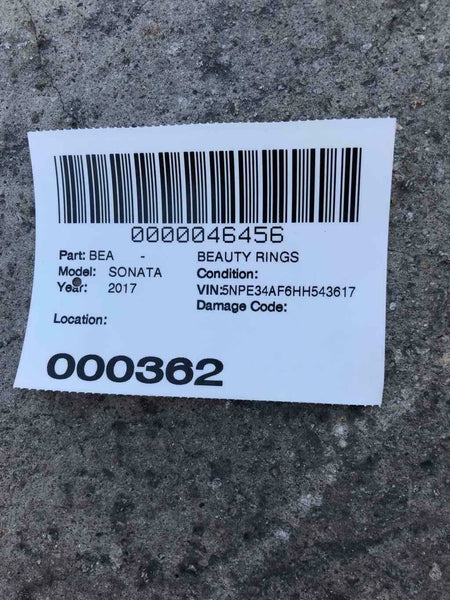 0000046456
Part: BEA - BEAUTY RINGS
Model: SONATA Condition:
Year: 2017 VIN:5NPE34AF6HH543617
Damage Code:
Location:
000362